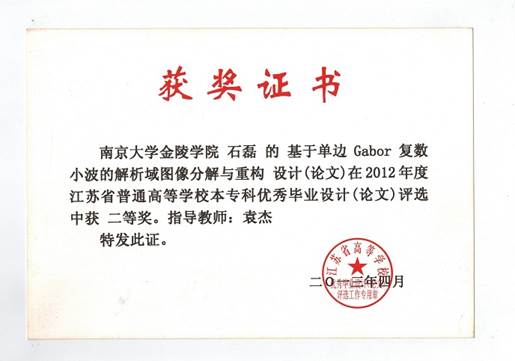 获奖证书
南京大学金陵学院 石磊 的 基于单边 Gabor 复数
小波的解析域图像分解与重构 设计(论文)在2012年度
江苏省普通高等学校本专科优秀毕业设计(论文)评选
中获 二等奖。指导教师：袁杰
特发此证。
江苏省高等学校
二〇一三年四月
评选工作专用章